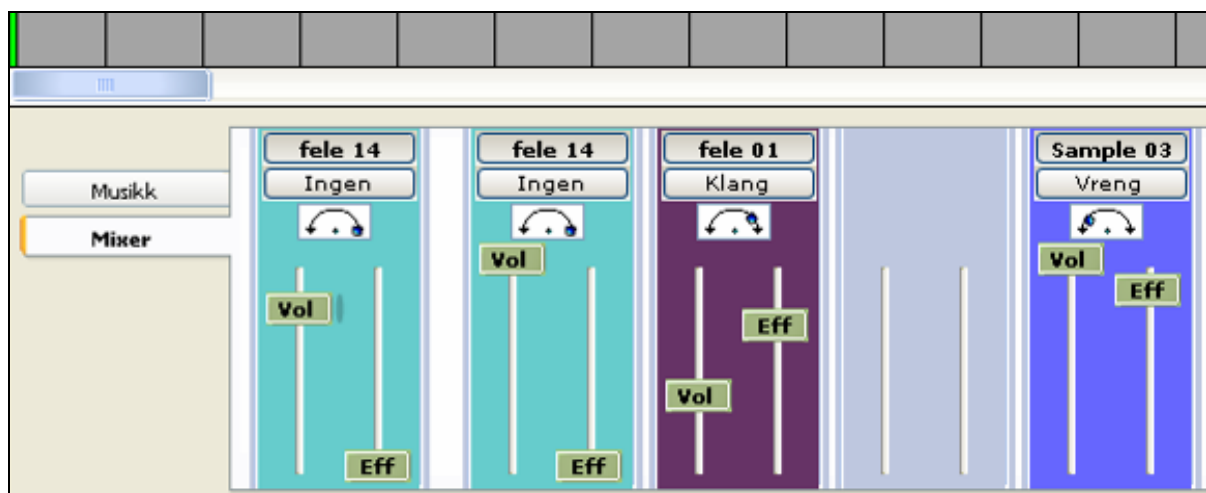 Musikk
Mixer
fele 14
Ingen
Vol
Eff
fele 14
Ingen
Vol
Eff
fele 01
Klang
Eff
Vol
Sample 03
Vreng
Vol
Eff